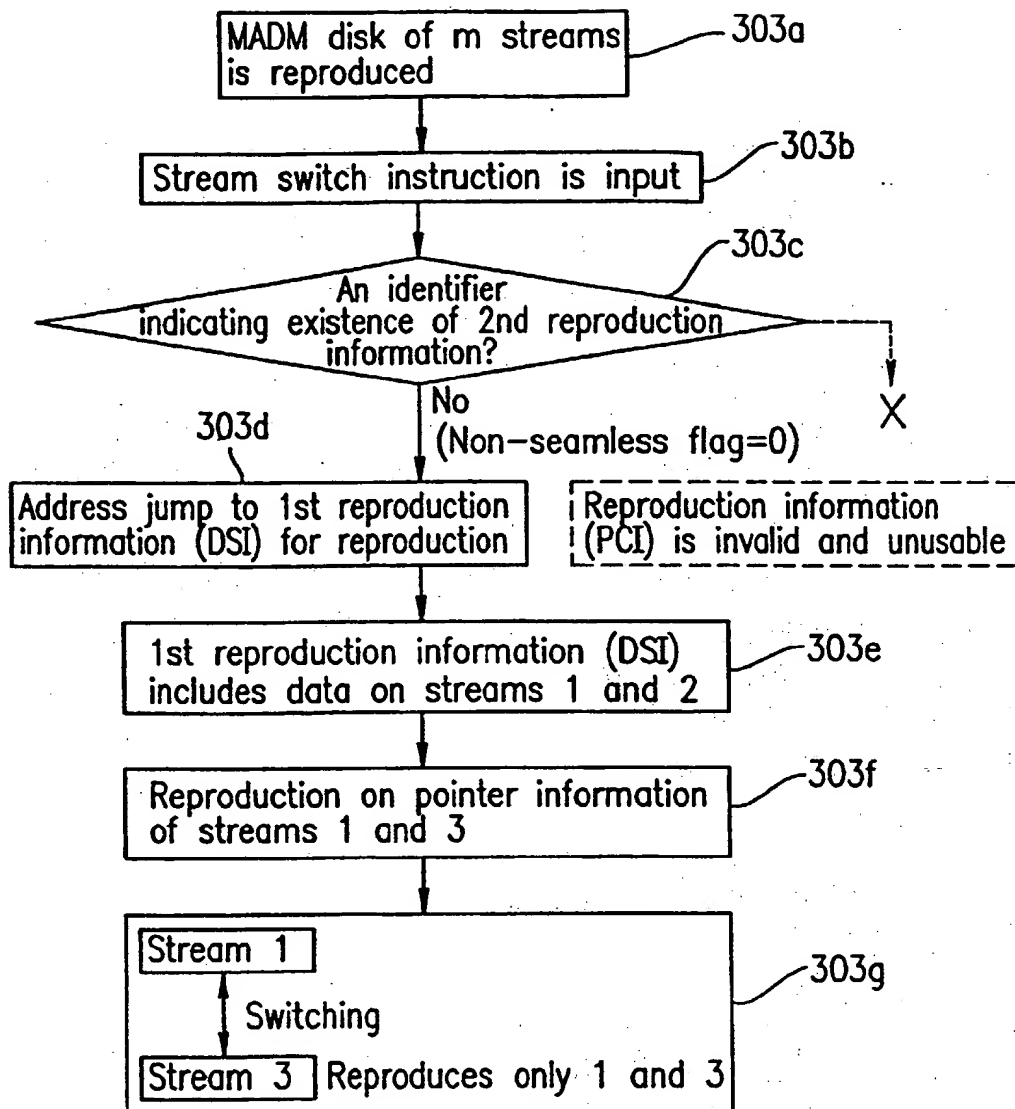 MADM disk of m streams
is reproduced
303a
303b
Stream switch instruction is input
303c
An identifier
indicating existence of 2nd reproduction
information?
X
No
(Non-seamless flag=0)
303d
Address jump to 1st reproduction
information (DSI) for reproduction
Reproduction information
(PCI) is invalid and unusable
1st reproduction information (DSI)
includes data on streams 1 and 2
303e
Reproduction on pointer information
of streams 1 and 3
303f
Stream 1
303g
Switching
Stream 3 Reproduces only 1 and 3